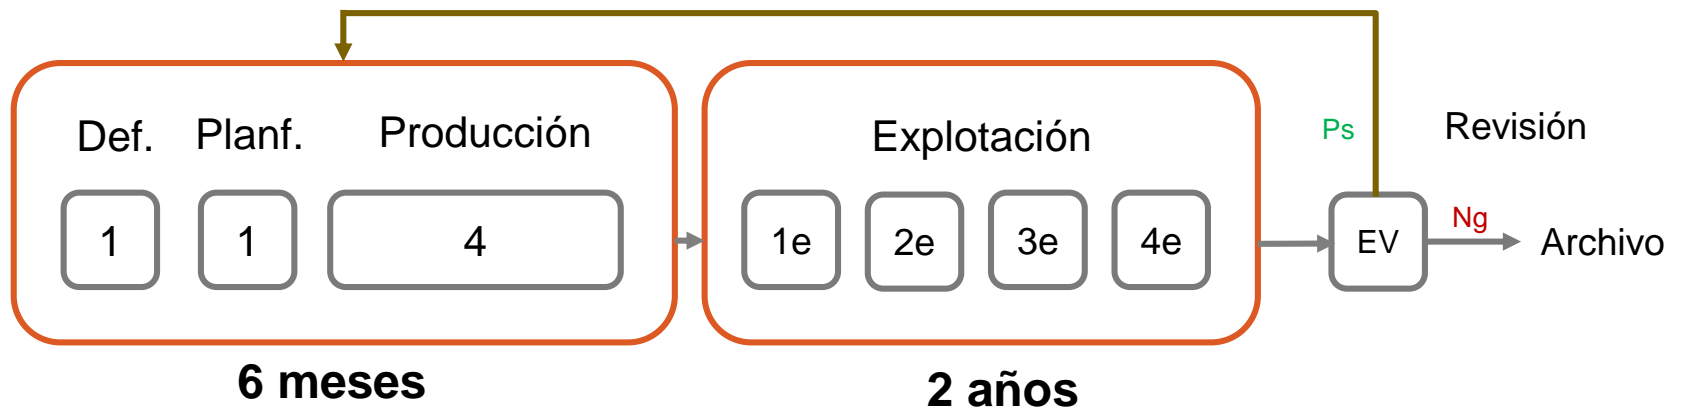 Def.
Planf.
Producción
Explotación
Ps
Revisión
1
1
4
1e
2e
3e
4e
EV
Ng
Archivo
6 meses
2 años